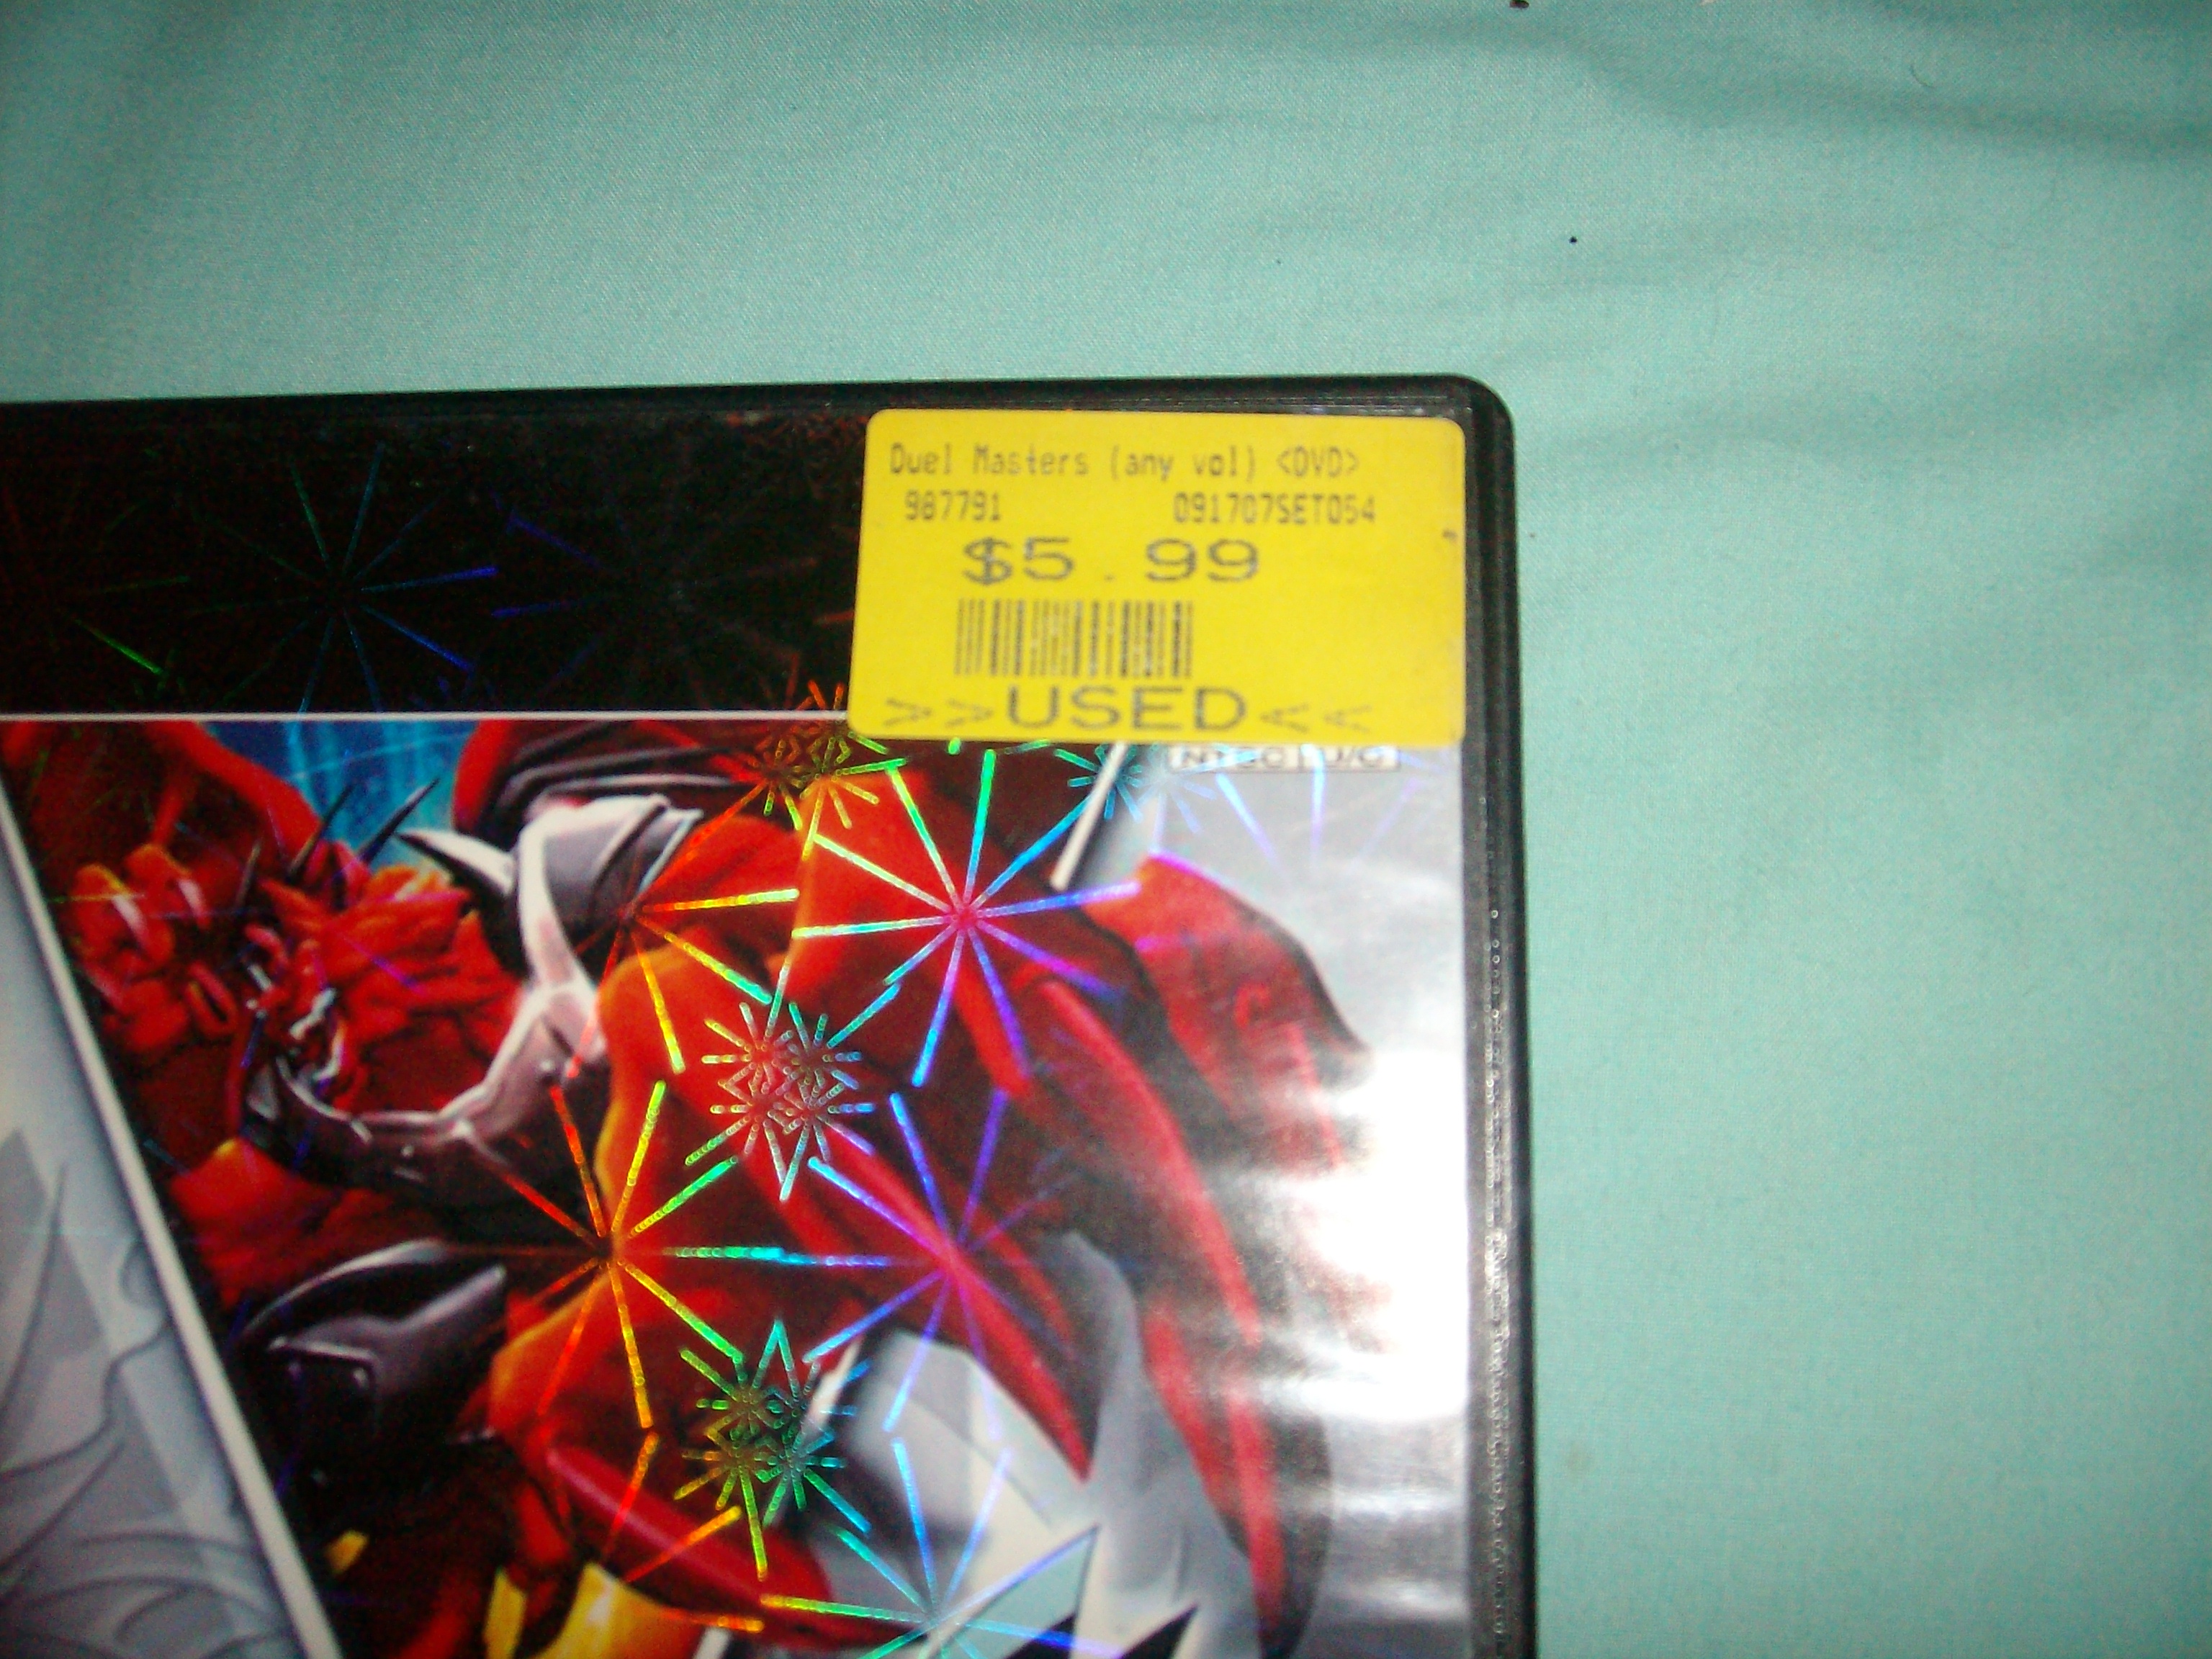 Duel Masters (any vol) <DVD>
987791 091707SET054
$5.99
>>USED<<